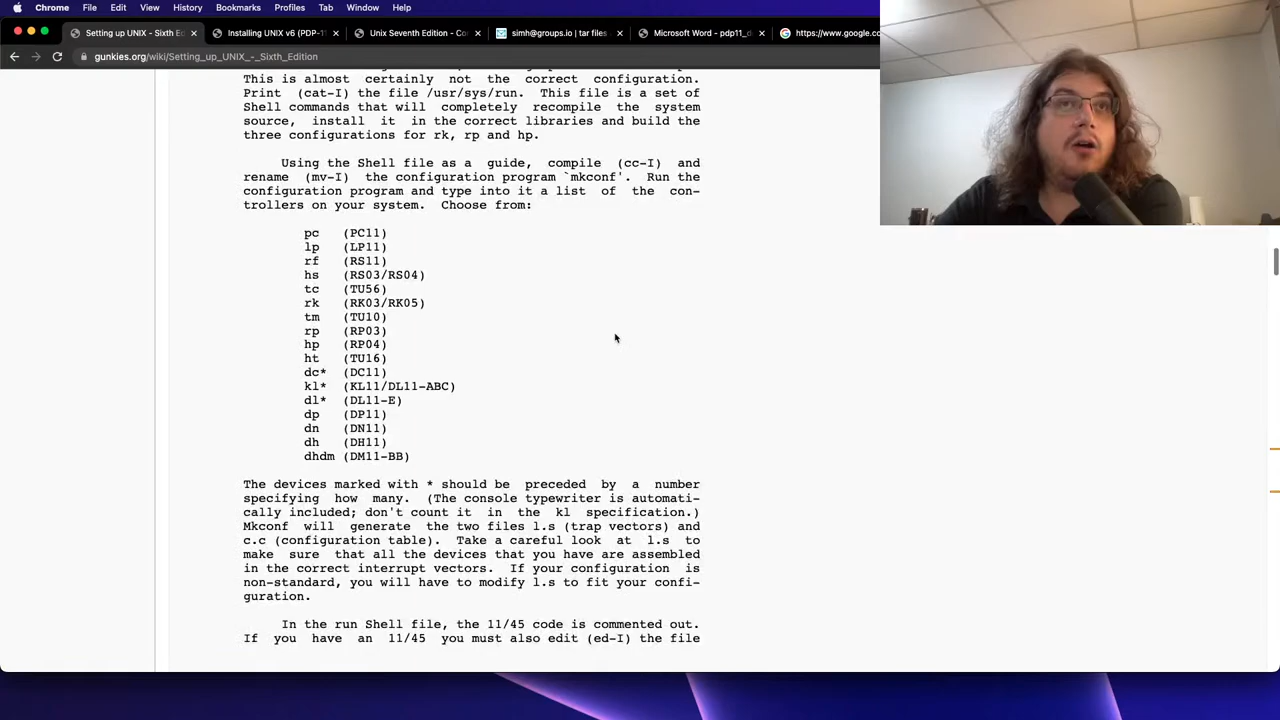 Chrome File Edit View History Bookmarks Profiles Tab Window Help
Setting up UNIX - Sixth Ed
Installing UNIX v6 (PDP-1
Unix Seventh Edition - Co
simh@groups.io | tar files
Microsoft Word - pdp11_d
https://www.google.co
gunkies.org/wiki/Setting_up_UNIX_-_Sixth_Edition
This is almost certainly not the correct configuration.
Print (cat-I) the file /usr/sys/run. This file is a set of
Shell commands that will completely recompile the system
source, install it in the correct libraries and build the
three configurations for rk, rp and hp.
Using the Shell file as a guide, compile (cc-I) and
rename (mv-I) the configuration program `mkconf'. Run the
configuration program and type into it a list of the con-
trollers on your system. Choose from:
pc (PC11)
lp (LP11)
rf (RS11)
hs (RS03/RS04)
tc (TU56)
rk (RK03/RK05)
tm (TU10)
rp (RP03)
hp (RP04)
ht (TU16)
dc* (DC11)
kl* (KL11/DL11-ABC)
dl* (DL11-E)
dp (DP11)
dn (DN11)
dh (DH11)
dhdm (DM11-BB)
The devices marked with * should be preceded by a number
specifying how many. (The console typewriter is automati-
cally included; don't count it in the kl specification.)
Mkconf will generate the two files l.s (trap vectors) and
c.c (configuration table). Take a careful look at l.s to
make sure that all the devices that you have are assembled
in the correct interrupt vectors. If your configuration is
non-standard, you will have to modify l.s to fit your confi-
guration.
In the run Shell file, the 11/45 code is commented out.
If you have an 11/45 you must also edit (ed-I) the file